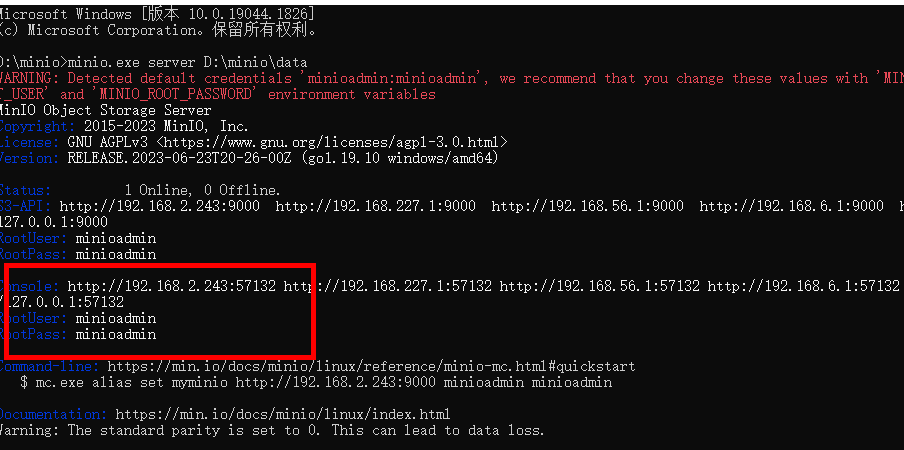 Microsoft Windows [版本 10.0.19044.1826]
(c) Microsoft Corporation。保留所有权利。
D:\minio>minio.exe server D:\minio\data
WARNING: Detected default credentials 'minioadmin:minioadmin', we recommend that you change these values with 'MIN
T_USER' and 'MINIO_ROOT_PASSWORD' environment variables
MinIO Object Storage Server
Copyright: 2015-2023 MinIO, Inc.
License: GNU AGPLv3 <https://www.gnu.org/licenses/agpl-3.0.html>
Version: RELEASE.2023-06-23T20-26-00Z (go1.19.10 windows/amd64)
Status:         1 Online, 0 Offline.
S3-API: http://192.168.2.243:9000  http://192.168.227.1:9000  http://192.168.56.1:9000  http://192.168.6.1:9000  h
127.0.0.1:9000
RootUser: minioadmin
RootPass: minioadmin
Console: http://192.168.2.243:57132 http://192.168.227.1:57132 http://192.168.56.1:57132 http://192.168.6.1:57132
/127.0.0.1:57132
RootUser: minioadmin
RootPass: minioadmin
Command-line: https://min.io/docs/minio/linux/reference/minio-mc.html#quickstart
$ mc.exe alias set myminio http://192.168.2.243:9000 minioadmin minioadmin
Documentation: https://min.io/docs/minio/linux/index.html
Warning: The standard parity is set to 0. This can lead to data loss.